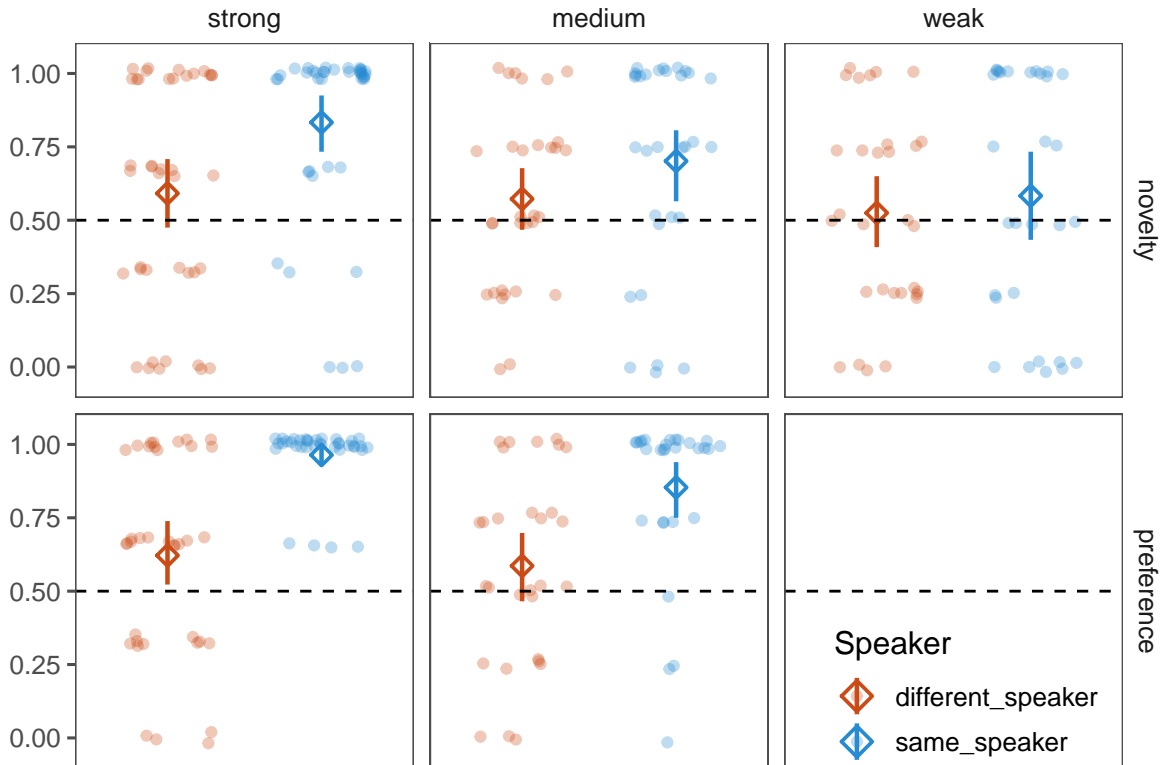 strong medium weak
1.00
0.75
0.50
0.25
0.00
novelty
1.00
0.75
0.50
0.25
0.00
preference
Speaker
different_speaker
same_speaker